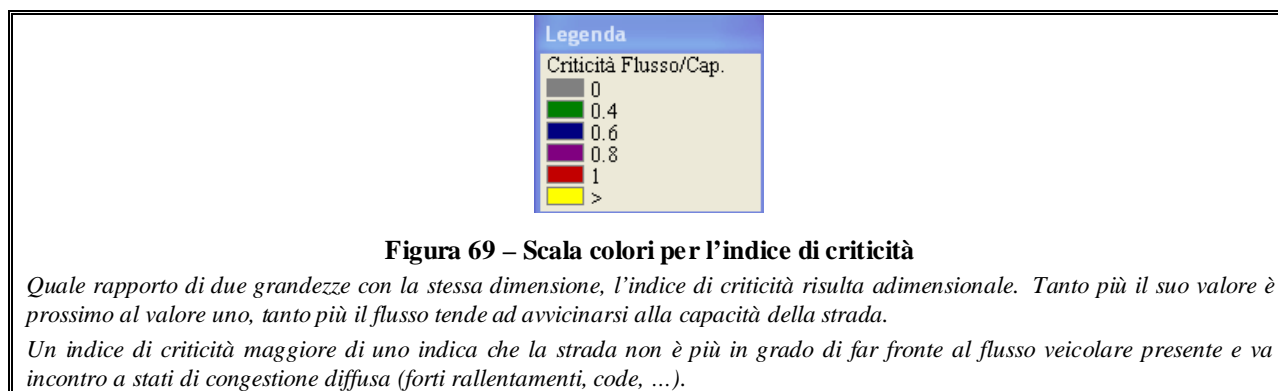 Legenda
Criticità Flusso/Cap.
0
0.4
0.6
0.8
1
>
Figura 69 – Scala colori per l'indice di criticità
Quale rapporto di due grandezze con la stessa dimensione, l'indice di criticità risulta adimensionale. Tanto più il suo valore è
prossimo al valore uno, tanto più il flusso tende ad avvicinarsi alla capacità della strada.
Un indice di criticità maggiore di uno indica che la strada non è più in grado di far fronte al flusso veicolare presente e va
incontro a stati di congestione diffusa (forti rallentamenti, code, …).